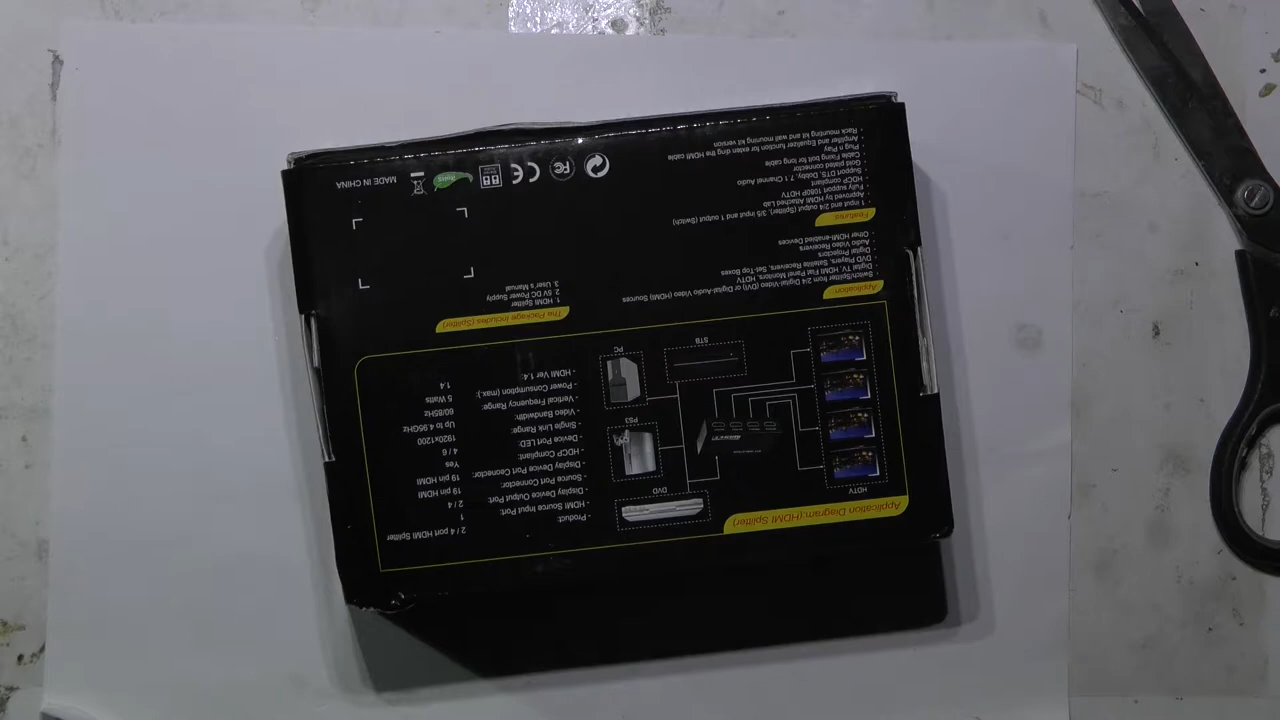 Application Diagram:(HDMI Splitter)
HDTV
DVD
PS3
PC
STB
- Product: 2 / 4 port HDMI Splitter
- HDMI Source Input Port 1
- Display Device Output Port: 2 / 4
- Source Port Connector: 19 pin HDMI
- Display Device Port Connector: 19 pin HDMI
- HDCP Compliant: Yes
- Device Port LED: 4 / 6
- Single Link Range: 1920x1200
- Video Bandwidth: Up to 4.95GHz
- Vertical Frequency Range: 60/85Hz
- Power Consumption (max.): 5 Watts
- HDMI Ver 1.4: 1.4
Application
· Switch/Splitter from 2/4 Digital-Video (DVI) or Digital-Audio Video (HDMI) Sources
· Digital TV, HDMI Flat Panel Monitors, HDTV
· DVD Players, Satellite Receivers, Set-Top Boxes
· Digital Projectors
· Audio Video Receivers
· Other HDMI-enabled Devices
The Package Includes (Splitter)
1. HDMI Splitter
2. 5V DC Power Supply
3. User's Manual
Features
· 1 input and 2/4 output (Splitter), 3/5 input and 1 output (Switch)
· Approved by HDMI Attached Lab
· Fully support 1080P HDTV
· HDCP compliant
· Support, DTS, Dobby, 7.1 Channel Audio
· Gold plated connector
· Cable Fixing bolt for long cable
· Plug n Play
· Amplifier and Equalizer function for exten ding the HDMI cable
· Rack mounting kit and wall mouning kit version
FC
CE
RoHS
MADE IN CHINA